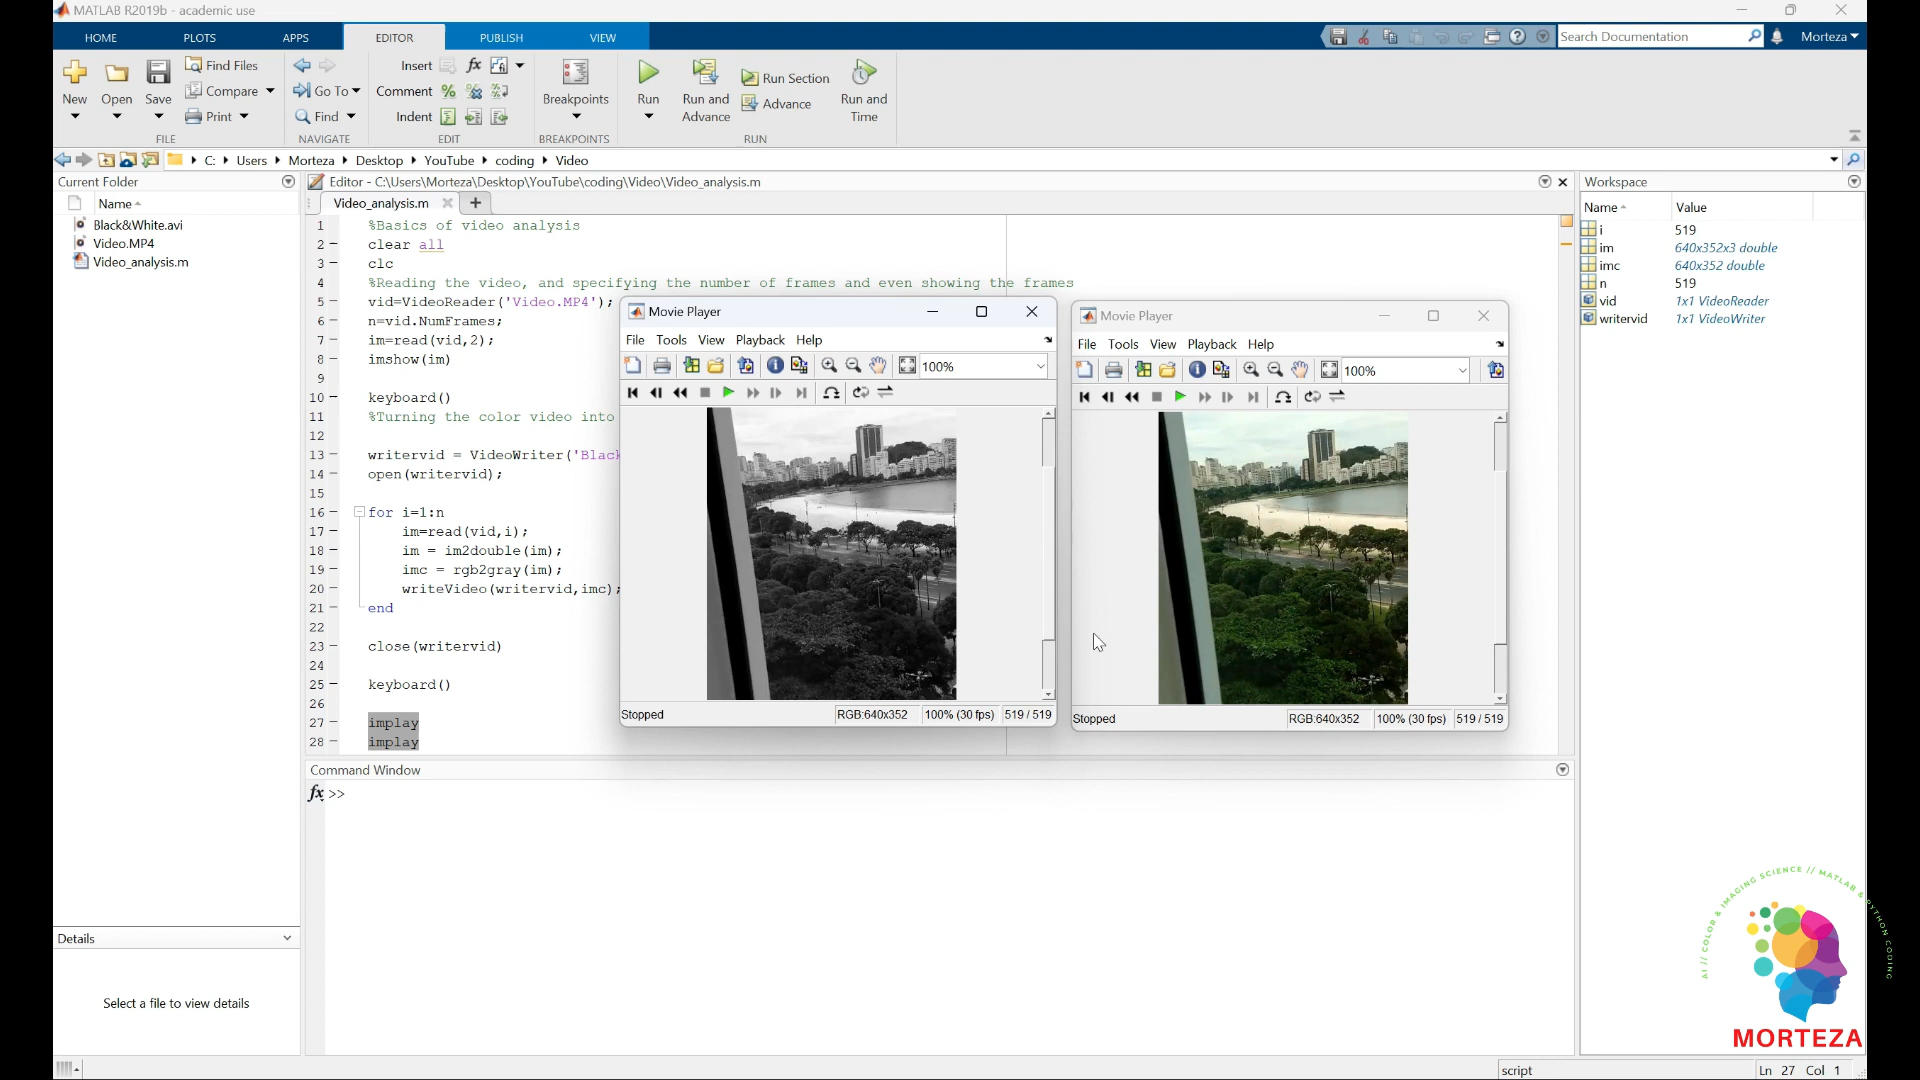 MATLAB R2019b - academic use
HOME PLOTS APPS EDITOR PUBLISH VIEW Search Documentation Morteza
New Open Save Find Files Compare Print Go To Find Insert Comment Indent Breakpoints Run Run and Advance Run Section Advance Run and Time
FILE NAVIGATE EDIT BREAKPOINTS RUN
C: Users Morteza Desktop YouTube coding Video
Current Folder
Name
Black&White.avi
Video.MP4
Video_analysis.m
Details
Select a file to view details
Editor - C:\Users\Morteza\Desktop\YouTube\coding\Video\Video_analysis.m
Video_analysis.m
1 %Basics of video analysis
2 - clear all
3 - clc
4 %Reading the video, and specifying the number of frames and even showing the frames
5 - vid=VideoReader('Video.MP4');
6 - n=vid.NumFrames;
7 - im=read(vid,2);
8 - imshow(im)
9
10 - keyboard()
11 %Turning the color video into
12
13 - writervid = VideoWriter('Black
14 - open(writervid);
15
16 - for i=1:n
17 - im=read(vid,i);
18 - im = im2double(im);
19 - imc = rgb2gray(im);
20 - writeVideo(writervid,imc);
21 - end
22
23 - close(writervid)
24
25 - keyboard()
26
27 - implay
28 - implay
Movie Player
File Tools View Playback Help
100%
Stopped RGB:640x352 100% (30 fps) 519 / 519
Movie Player
File Tools View Playback Help
100%
Stopped RGB:640x352 100% (30 fps) 519 / 519
Command Window
fx >>
Workspace
Name Value
i 519
im 640x352x3 double
imc 640x352 double
n 519
vid 1x1 VideoReader
writervid 1x1 VideoWriter
AI // COLOR & IMAGING SCIENCE // MATLAB & PYTHON CODING
MORTEZA
script Ln 27 Col 1